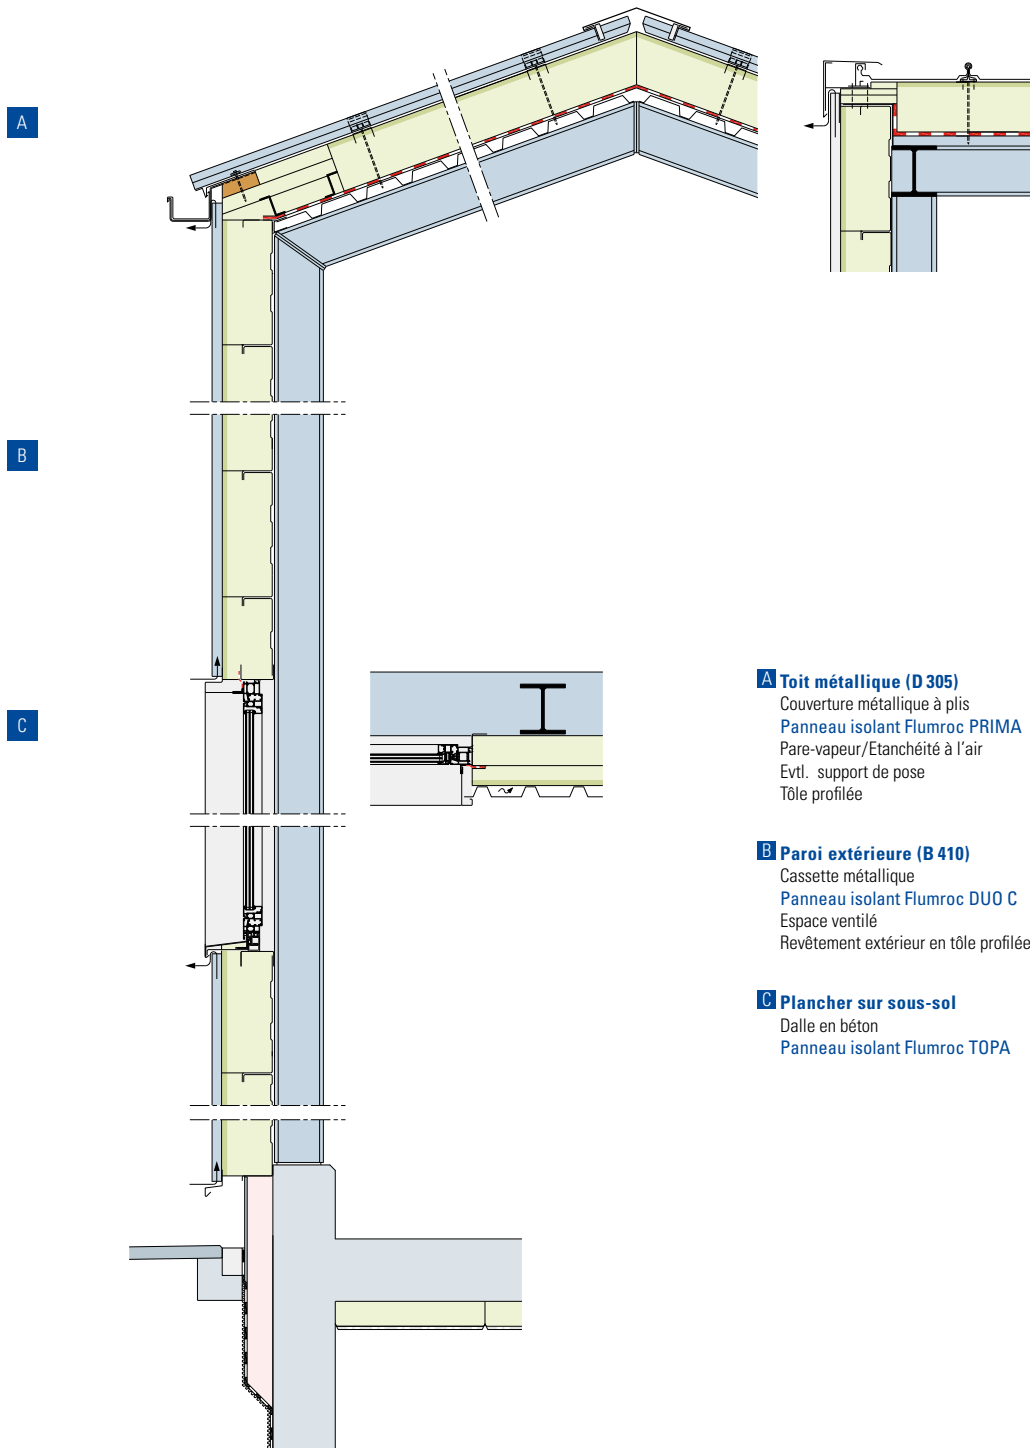 A
B
C
A Toit métallique (D 305)
Couverture métallique à plis
Panneau isolant Flumroc PRIMA
Pare-vapeur/Etanchéité à l'air
Evtl. support de pose
Tôle profilée
B Paroi extérieure (B 410)
Cassette métallique
Panneau isolant Flumroc DUO C
Espace ventilé
Revêtement extérieur en tôle profilée
C Plancher sur sous-sol
Dalle en béton
Panneau isolant Flumroc TOPA